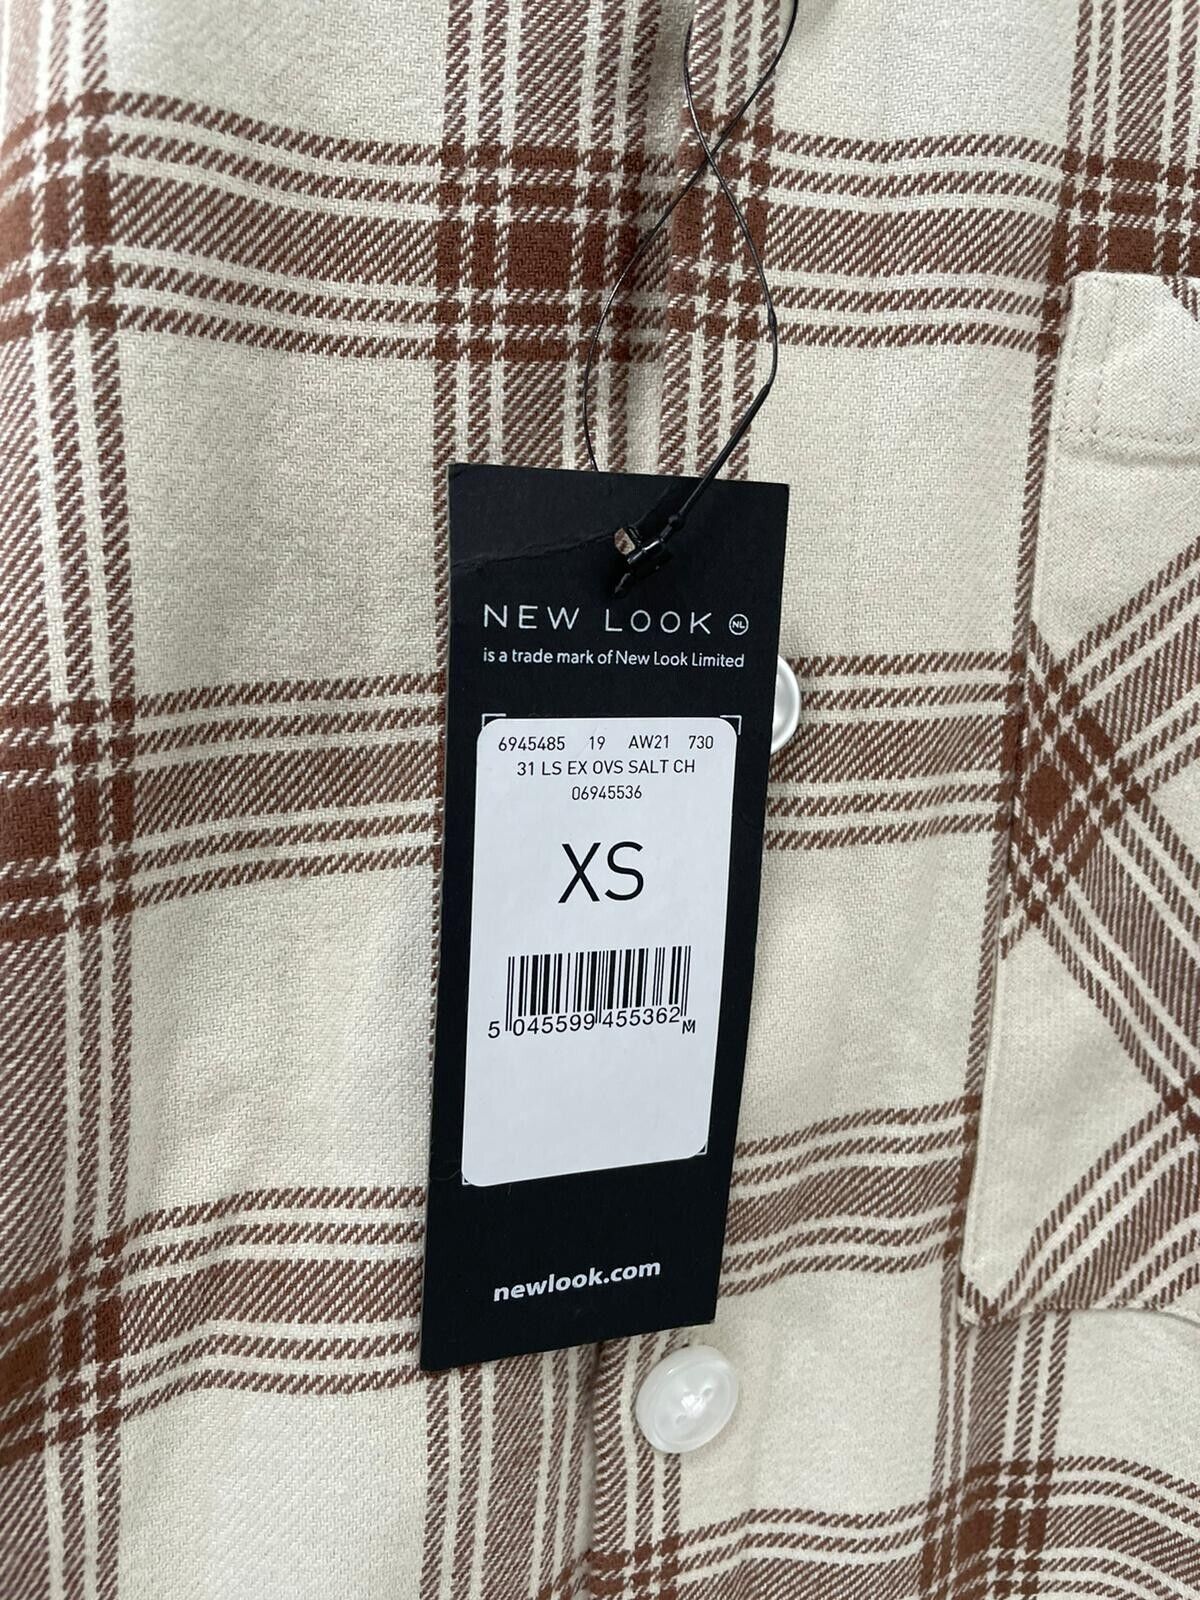 NEW LOOK NL
is a trade mark of New Look Limited
6945485 19 AW21 730
31 LS EX OVS SALT CH
06945536
XS
5 045599 455362 M
newlook.com